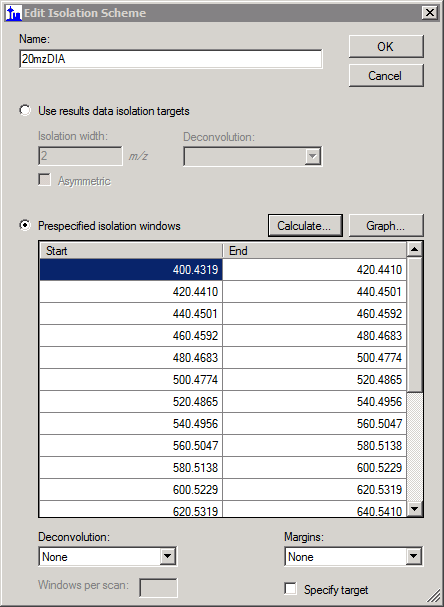 Edit Isolation Scheme
Name:
20mzDIA
OK
Cancel
Use results data isolation targets
Isolation width:
Deconvolution:
2
m/z
Asymmetric
Prespecified isolation windows
Calculate...
Graph...
Start End
400.4319 420.4410
420.4410 440.4501
440.4501 460.4592
460.4592 480.4683
480.4683 500.4774
500.4774 520.4865
520.4865 540.4956
540.4956 560.5047
560.5047 580.5138
580.5138 600.5229
600.5229 620.5319
620.5319 640.5410
Deconvolution:
Margins:
None
None
Windows per scan:
Specify target